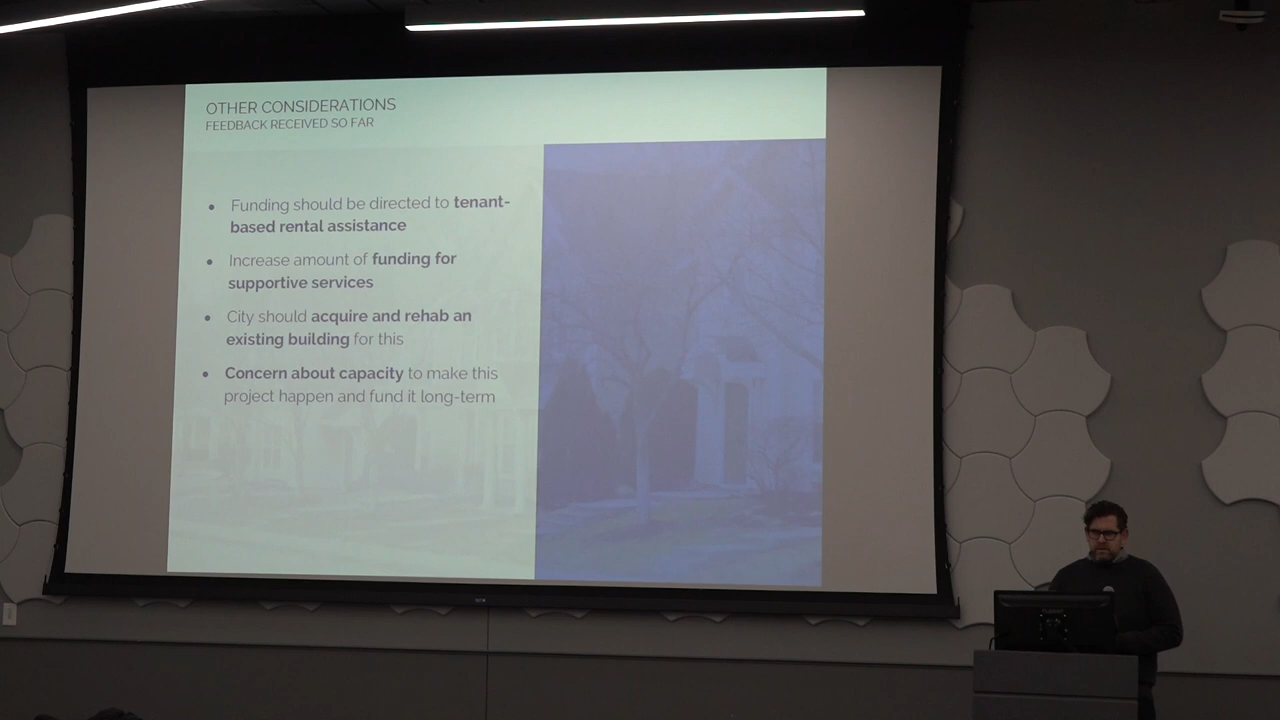 OTHER CONSIDERATIONS
FEEDBACK RECEIVED SO FAR
• Funding should be directed to tenant-
based rental assistance
• Increase amount of funding for
supportive services
• City should acquire and rehab an
existing building for this
• Concern about capacity to make this
project happen and fund it long-term